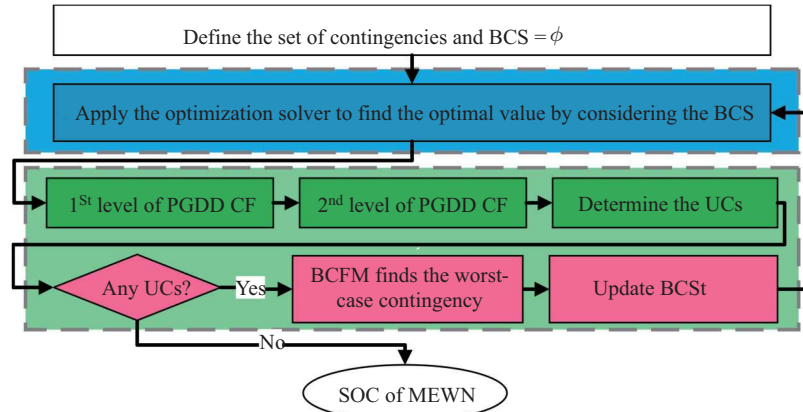 Define the set of contingencies and BCS = ϕ
Apply the optimization solver to find the optimal value by considering the BCS
1St level of PGDD CF
2nd level of PGDD CF
Determine the UCs
Any UCs?
Yes
BCFM finds the worst-
case contingency
Update BCSt
No
SOC of MEWN